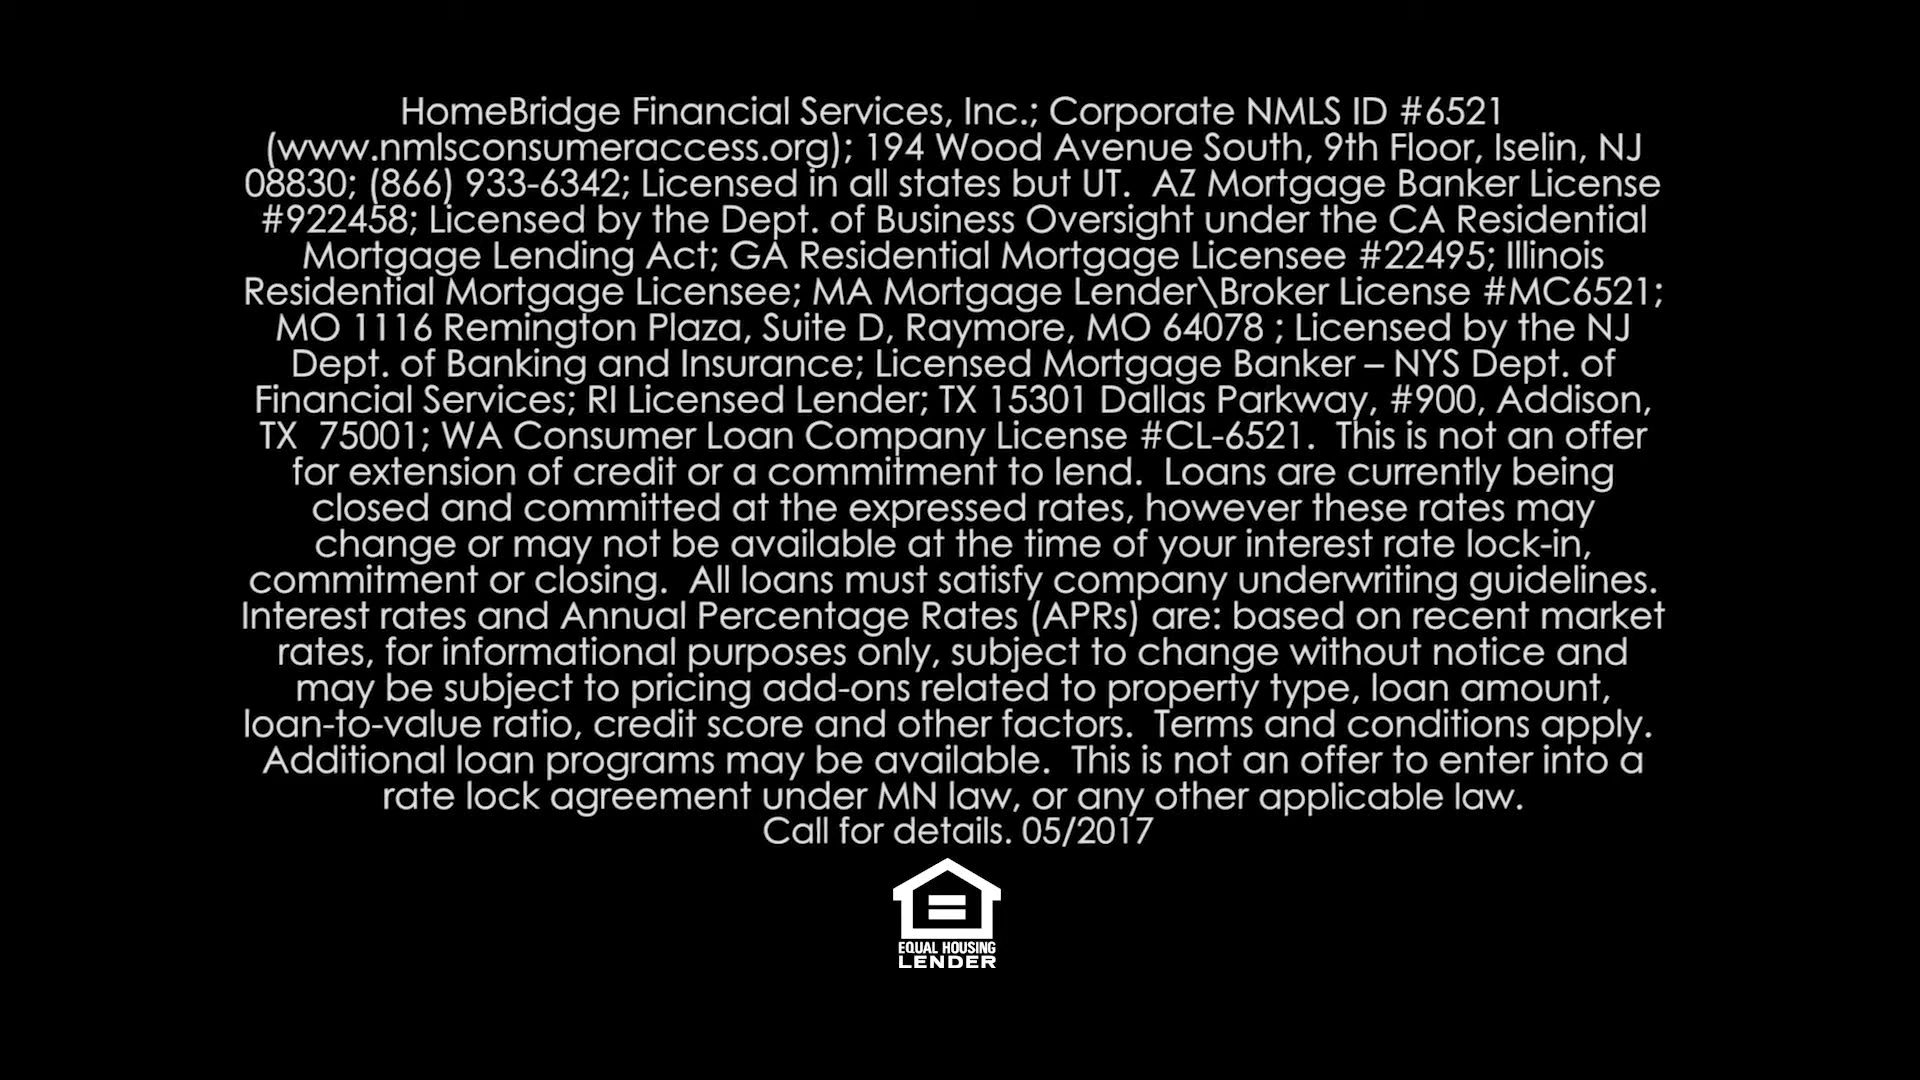 HomeBridge Financial Services, Inc.; Corporate NMLS ID #6521
(www.nmlsconsumeraccess.org); 194 Wood Avenue South, 9th Floor, Iselin, NJ
08830; (866) 933-6342; Licensed in all states but UT.  AZ Mortgage Banker License
#922458; Licensed by the Dept. of Business Oversight under the CA Residential
Mortgage Lending Act; GA Residential Mortgage Licensee #22495; Illinois
Residential Mortgage Licensee; MA Mortgage Lender\Broker License #MC6521;
MO 1116 Remington Plaza, Suite D, Raymore, MO 64078 ; Licensed by the NJ
Dept. of Banking and Insurance; Licensed Mortgage Banker – NYS Dept. of
Financial Services; RI Licensed Lender; TX 15301 Dallas Parkway, #900, Addison,
TX  75001; WA Consumer Loan Company License #CL-6521.  This is not an offer
for extension of credit or a commitment to lend.  Loans are currently being
closed and committed at the expressed rates, however these rates may
change or may not be available at the time of your interest rate lock-in,
commitment or closing.  All loans must satisfy company underwriting guidelines.
Interest rates and Annual Percentage Rates (APRs) are: based on recent market
rates, for informational purposes only, subject to change without notice and
may be subject to pricing add-ons related to property type, loan amount,
loan-to-value ratio, credit score and other factors.  Terms and conditions apply.
Additional loan programs may be available.  This is not an offer to enter into a
rate lock agreement under MN law, or any other applicable law.
Call for details. 05/2017
EQUAL HOUSING
LENDER